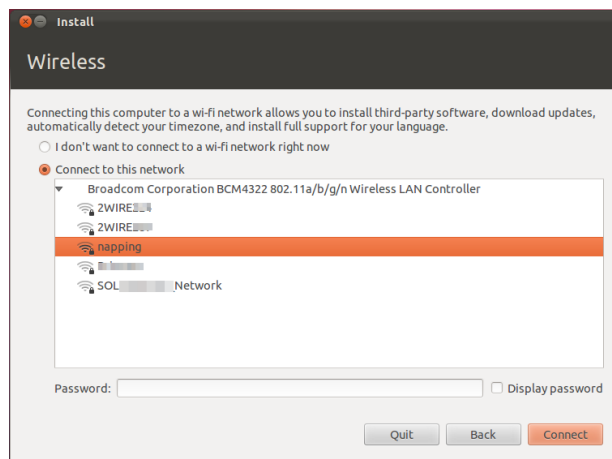 Install
Wireless
Connecting this computer to a wi-fi network allows you to install third-party software, download updates,
automatically detect your timezone, and install full support for your language.
I don't want to connect to a wi-fi network right now
Connect to this network
Broadcom Corporation BCM4322 802.11a/b/g/n Wireless LAN Controller
2WIRE
2WIRE
napping
SOL Network
Password:
Display password
Quit
Back
Connect